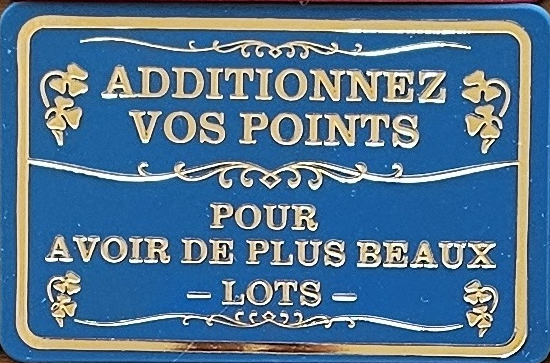 ADDITIONNEZ
VOS POINTS
POUR
AVOIR DE PLUS BEAUX
– LOTS –